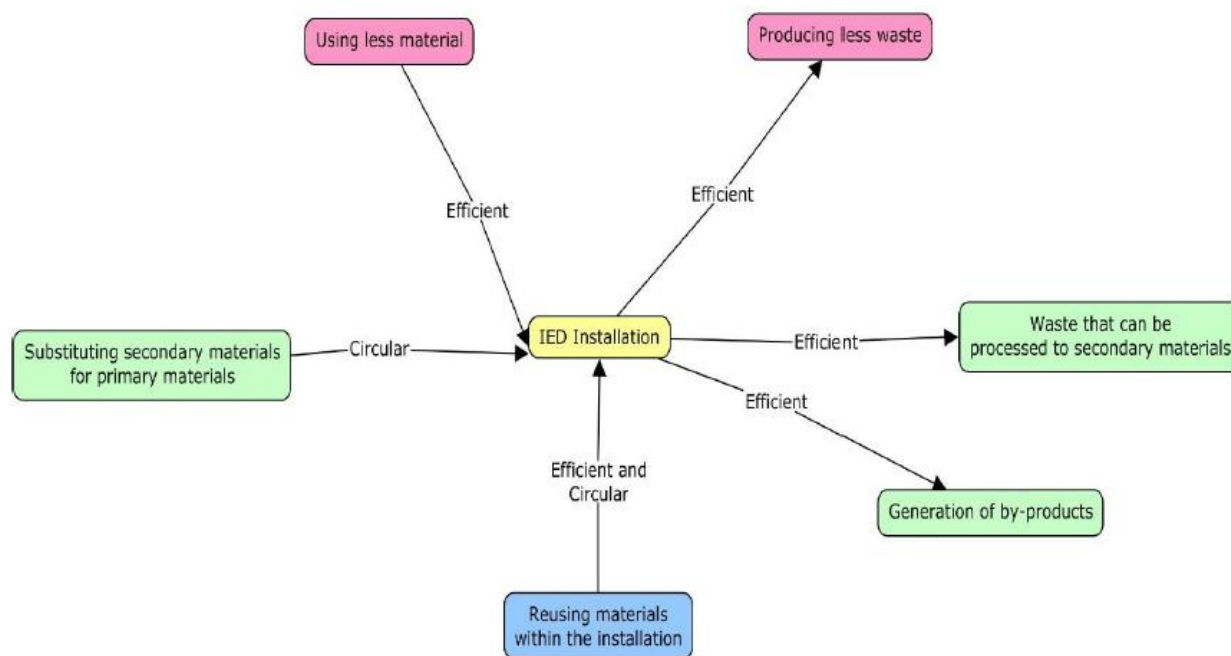 Using less material
Producing less waste
Efficient
Efficient
IED Installation
Substituting secondary materials
for primary materials
Circular
Efficient
Waste that can be
processed to secondary materials
Efficient
Efficient and
Circular
Generation of by-products
Reusing materials
within the installation